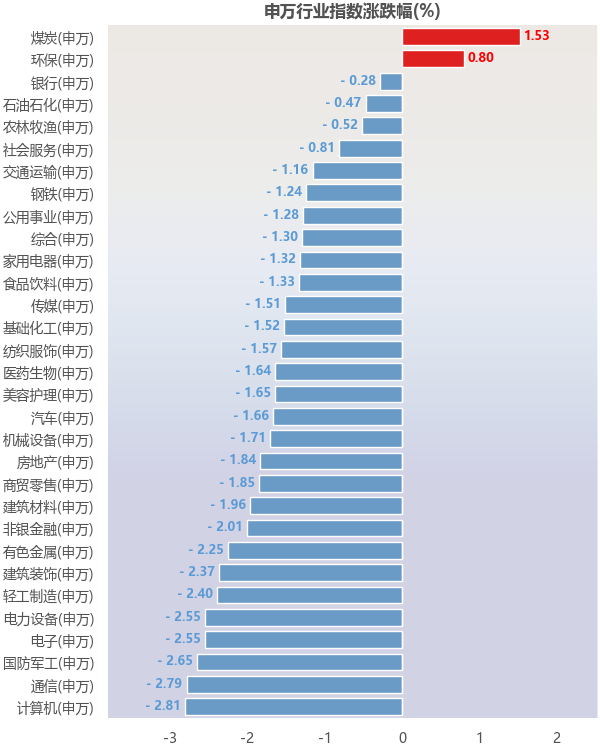 申万行业指数涨跌幅(%)
煤炭(申万) 1.53
环保(申万) 0.80
银行(申万) - 0.28
石油石化(申万) - 0.47
农林牧渔(申万) - 0.52
社会服务(申万) - 0.81
交通运输(申万) - 1.16
钢铁(申万) - 1.24
公用事业(申万) - 1.28
综合(申万) - 1.30
家用电器(申万) - 1.32
食品饮料(申万) - 1.33
传媒(申万) - 1.51
基础化工(申万) - 1.52
纺织服饰(申万) - 1.57
医药生物(申万) - 1.64
美容护理(申万) - 1.65
汽车(申万) - 1.66
机械设备(申万) - 1.71
房地产(申万) - 1.84
商贸零售(申万) - 1.85
建筑材料(申万) - 1.96
非银金融(申万) - 2.01
有色金属(申万) - 2.25
建筑装饰(申万) - 2.37
轻工制造(申万) - 2.40
电力设备(申万) - 2.55
电子(申万) - 2.55
国防军工(申万) - 2.65
通信(申万) - 2.79
计算机(申万) - 2.81
-3 -2 -1 0 1 2